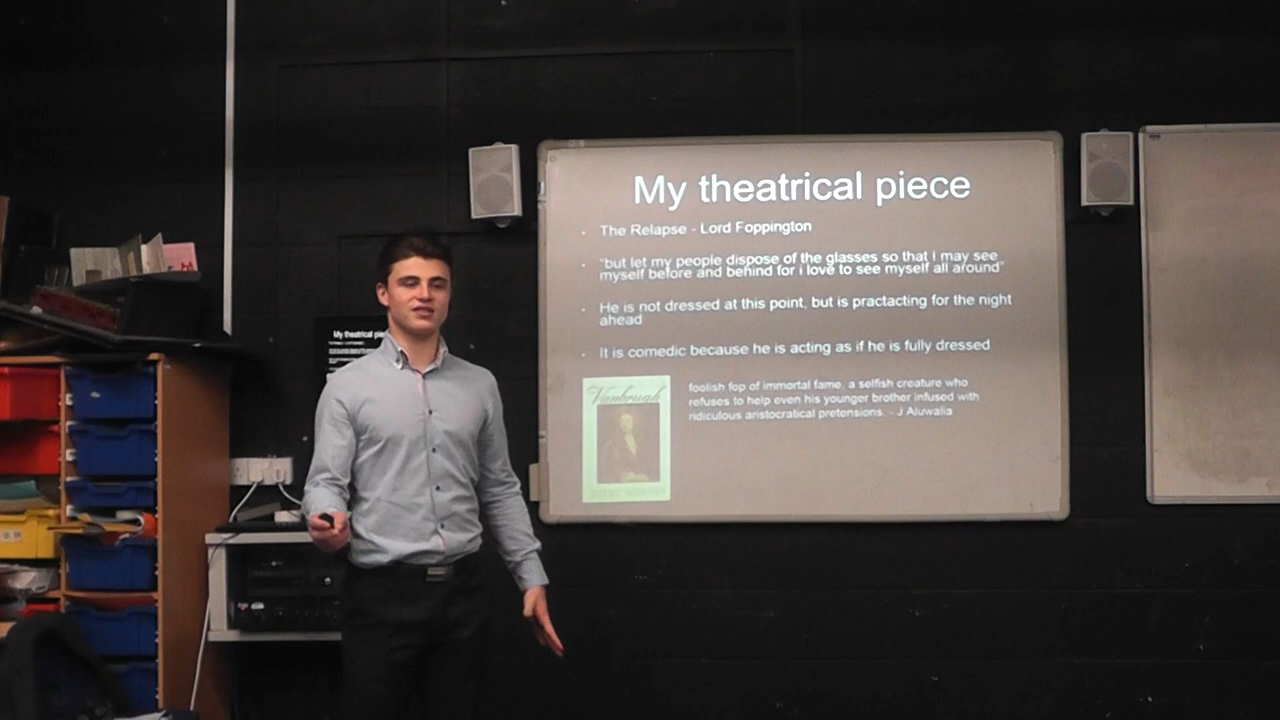 My theatrical piece
The Relapse - Lord Foppington
"but let my people dispose of the glasses so that I may see
myself before and behind for i love to see myself all around"
He is not dressed at this point, but is practacting for the night
ahead
It is comedic because he is acting as if he is fully dressed
Vanbrugh
foolish fop of immortal fame, a selfish creature who
refuses to help even his younger brother infused with
ridiculous aristocratical pretensions. - J Aluwalia
My theatrical pie